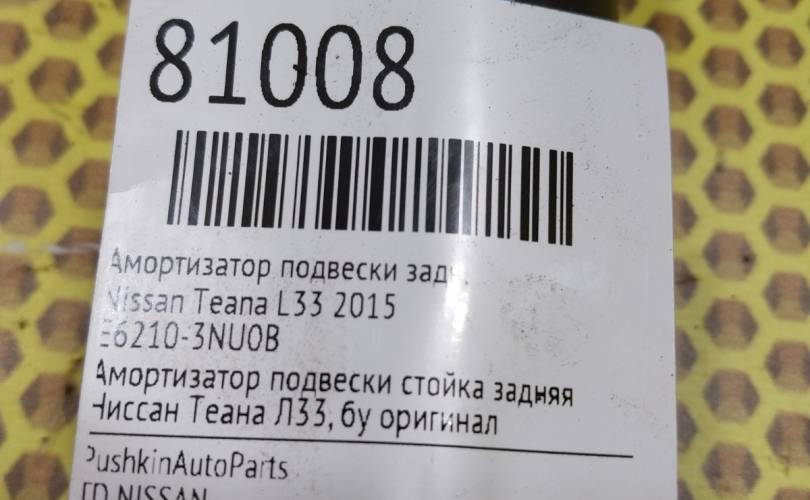 81008
Амортизатор подвески
Nissan Teana L33 2015
E6210-3NU0B
Амортизатор подвески стойка задняя
Ниссан Теана Л33, бу оригинал
PushkinAutoParts
NISSAN